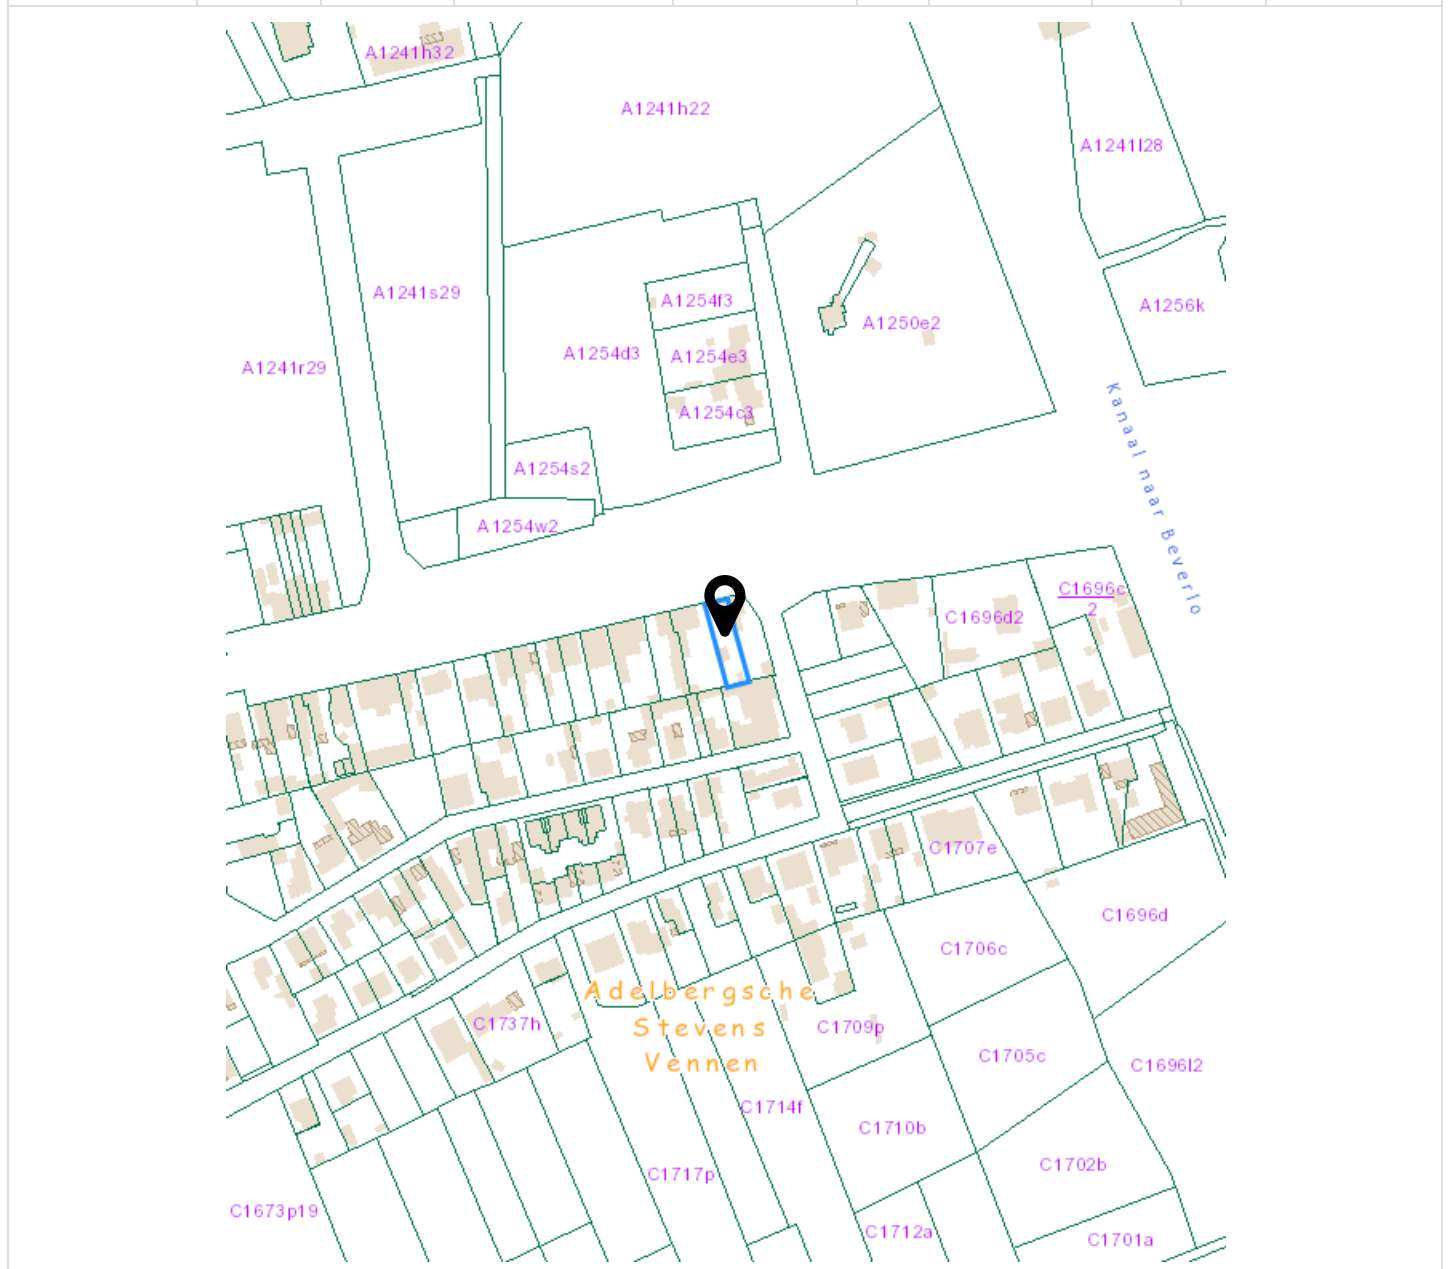 A1241h32
A1241h22
A1241l28
A1241s29
A1254f3
A1256k
A1250e2
A1254d3
A1254e3
A1241r29
A1254c3
Kanaal naar Beverlo
A1254s2
A1254w2
C1696c
2
C1696d2
C1707e
C1696d
C1706c
Adelbergsche
Stevens
Vennen
C1737h
C1709p
C1705c
C1696l2
C1714f
C1710b
C1702b
C1717p
C1673p19
C1712a
C1701a